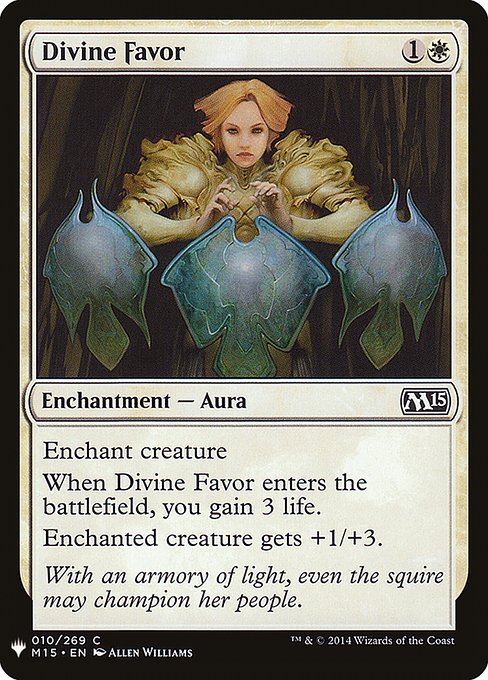 Divine Favor 1
Enchantment — Aura M15
Enchant creature
When Divine Favor enters the
battlefield, you gain 3 life.
Enchanted creature gets +1/+3.
With an armory of light, even the squire
may champion her people.
010/269 C ™ & © 2014 Wizards of the Coast
M15 • EN Allen Williams